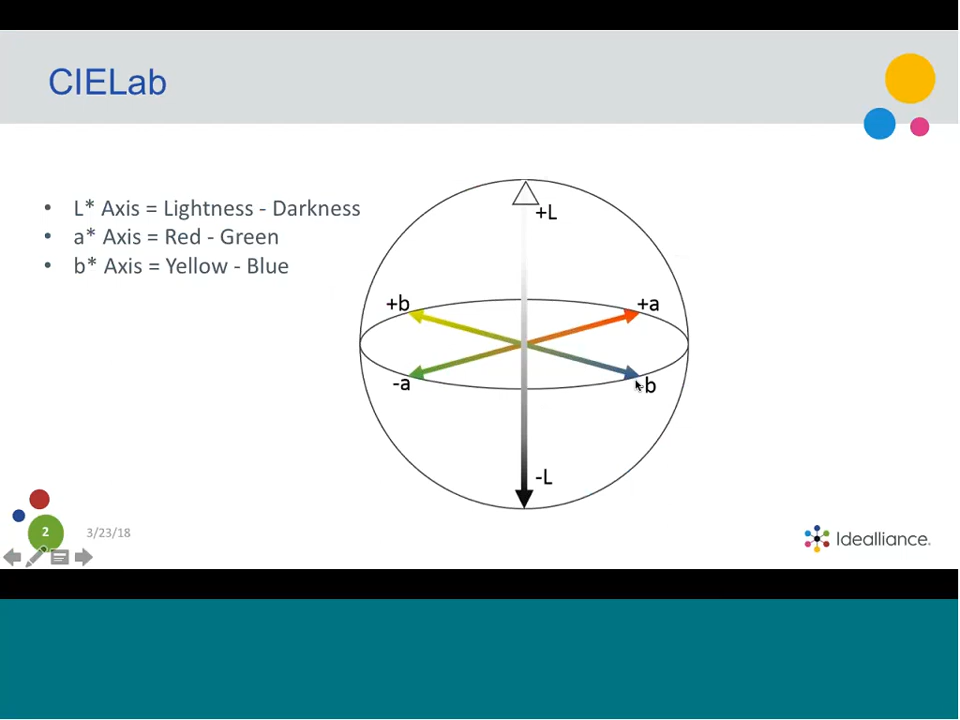 CIELab
• L* Axis = Lightness - Darkness
• a* Axis = Red - Green
• b* Axis = Yellow - Blue
+L
+b
+a
-a
-b
-L
2
3/23/18
Idealliance.